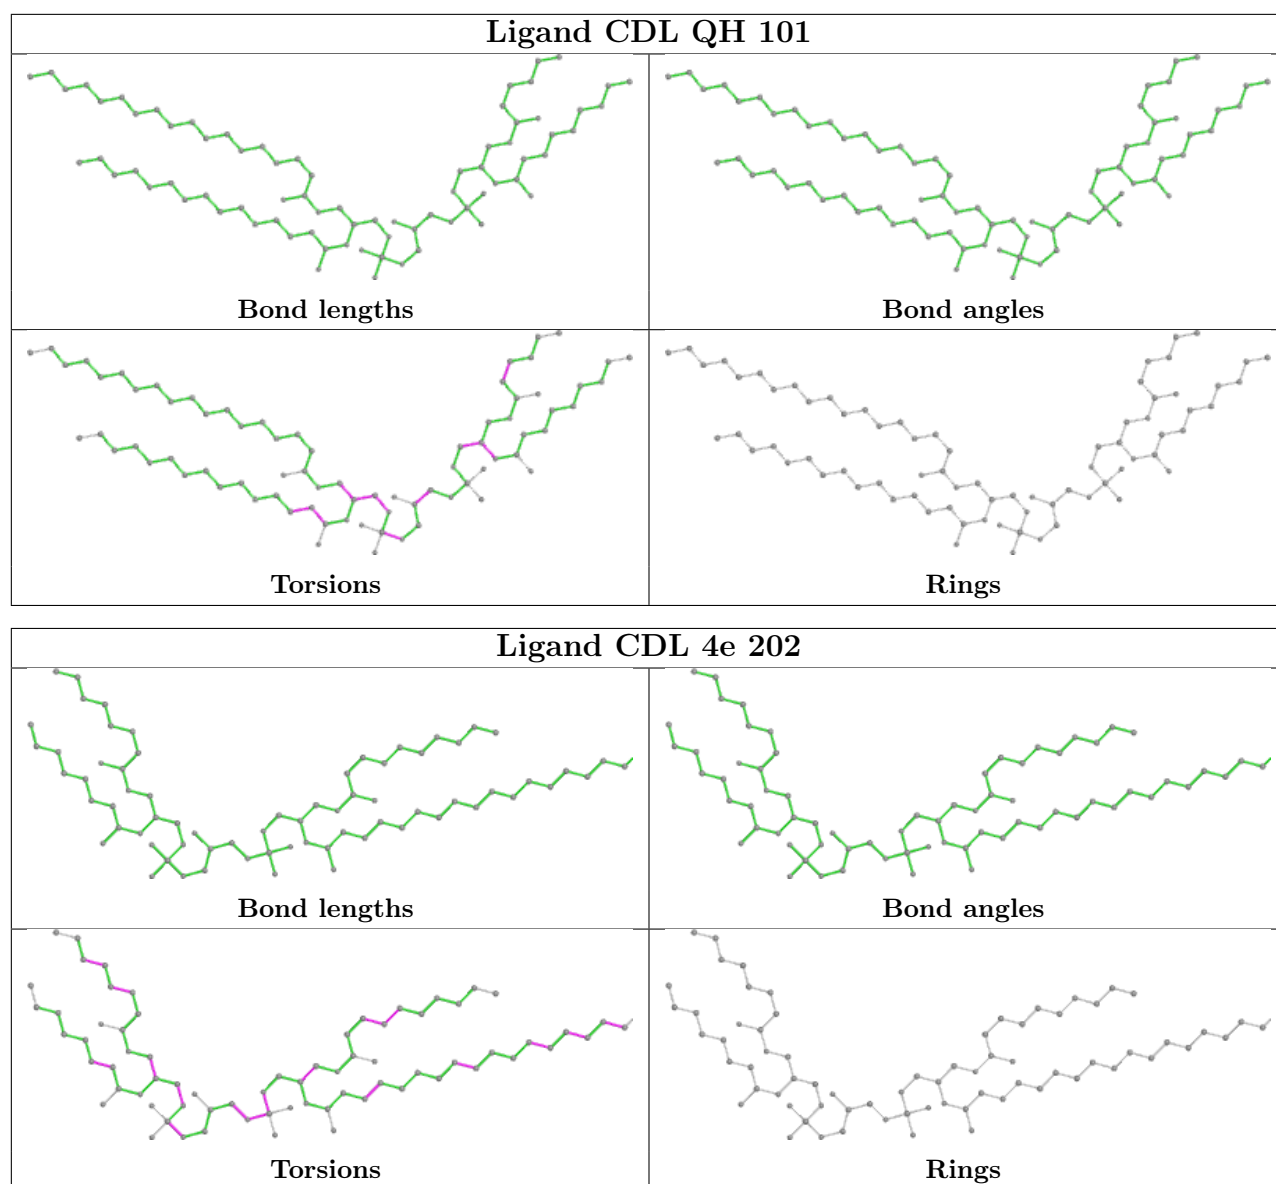 Ligand CDL QH 101
Bond lengths
Bond angles
Torsions
Rings
Ligand CDL 4e 202
Bond lengths
Bond angles
Torsions
Rings